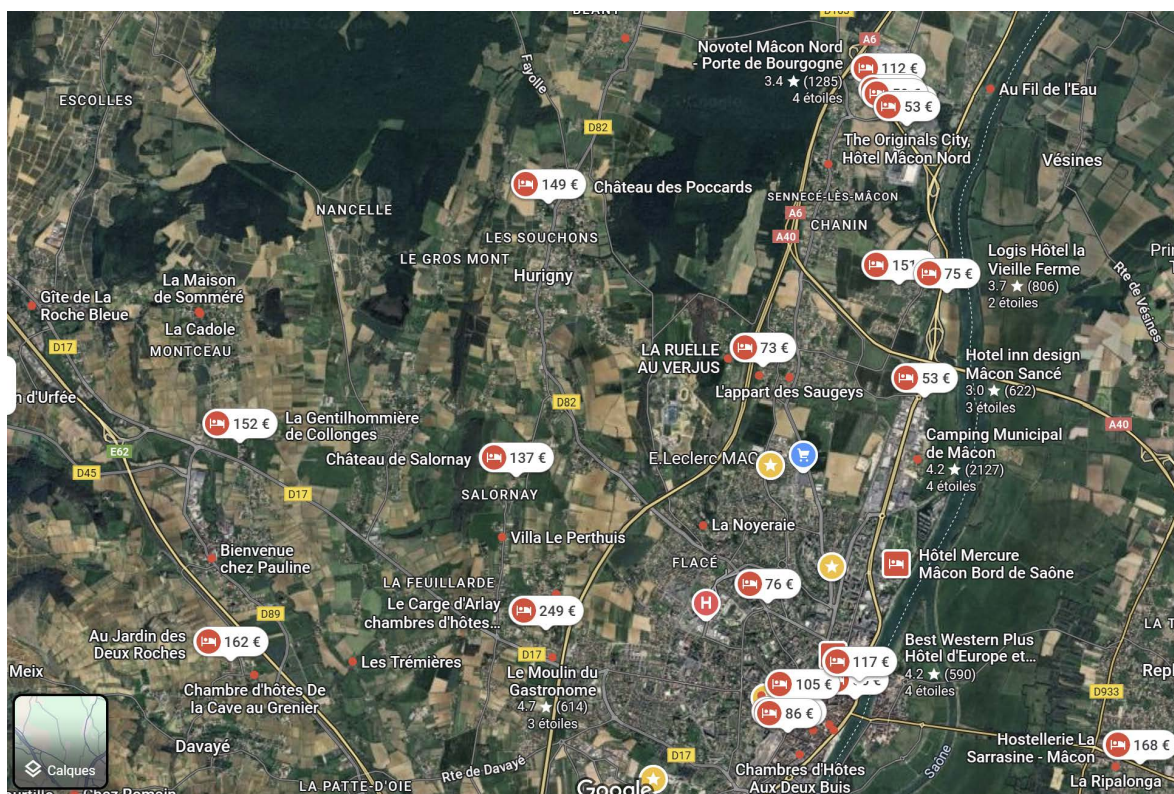 D103
A6
Novotel Mâcon Nord
- Porte de Bourgogne
3.4 ★ (1285)
4 étoiles
112 €
53 €
Au Fil de l'Eau
Fayolle
ESCOLLES
D82
The Originals City,
Hôtel Mâcon Nord
Vésines
149 €
Château des Poccards
SENNECÉ-LÈS-MÂCON
NANCELLE
A6
CHANIN
A40
LES SOUCHONS
LE GROS MONT
Hurigny
151
75 €
Logis Hôtel la
Vieille Ferme
3.7 ★ (806)
2 étoiles
Rte de Vésines
La Maison
de Somméré
Gîte de La
Roche Bleue
La Cadole
MONTCEAU
D17
LA RUELLE
AU VERJUS
73 €
L'appart des Saugeys
Hotel inn design
Mâcon Sancé
3.0 ★ (622)
3 étoiles
53 €
n d'Urfée
D82
152 €
La Gentilhommière
de Collonges
A40
E62
Château de Salornay
137 €
E.Leclerc MAC
Camping Municipal
de Mâcon
4.2 ★ (2127)
4 étoiles
D45
D17
SALORNAY
La Noyeraie
Villa Le Perthuis
Bienvenue
chez Pauline
FLACÉ
Hôtel Mercure
Mâcon Bord de Saône
LA FEUILLARDE
76 €
H
Le Carge d'Arlay
chambres d'hôtes...
249 €
D89
Au Jardin des
Deux Roches
162 €
LA T
Best Western Plus
Hôtel d'Europe et...
4.2 ★ (590)
4 étoiles
D17
Les Trémières
117 €
Meix
Le Moulin du
Gastronome
4.7 ★ (614)
3 étoiles
Chambre d'hôtes De
la Cave au Grenier
105 €
86 €
D933
Davayé
Hostellerie La
Sarrasine - Mâcon
168 €
Calques
Rte de Davayé
D17
Saône
Chambres d'Hôtes
Aux Deux Buis
La Ripalonga
LA PATTE-D'OIE
Google
Chez Romain